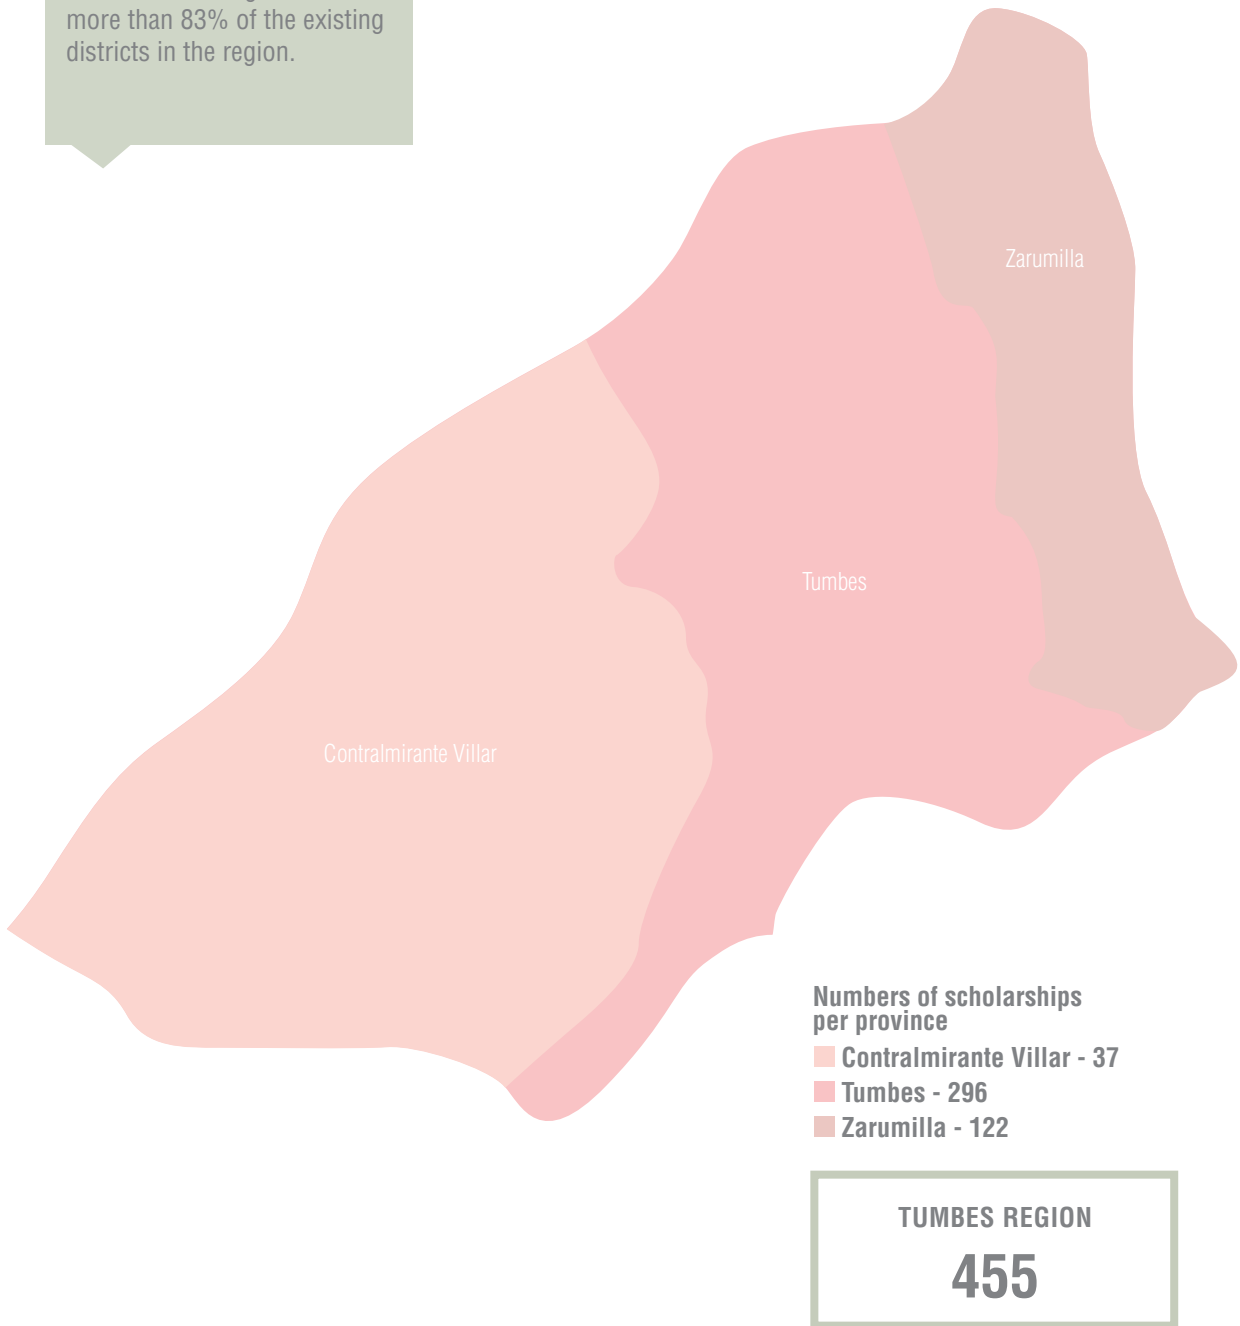 more than 83% of the existing
districts in the region.
Zarumilla
Tumbes
Contralmirante Villar
Numbers of scholarships
per province
Contralmirante Villar - 37
Tumbes - 296
Zarumilla - 122
TUMBES REGION
455